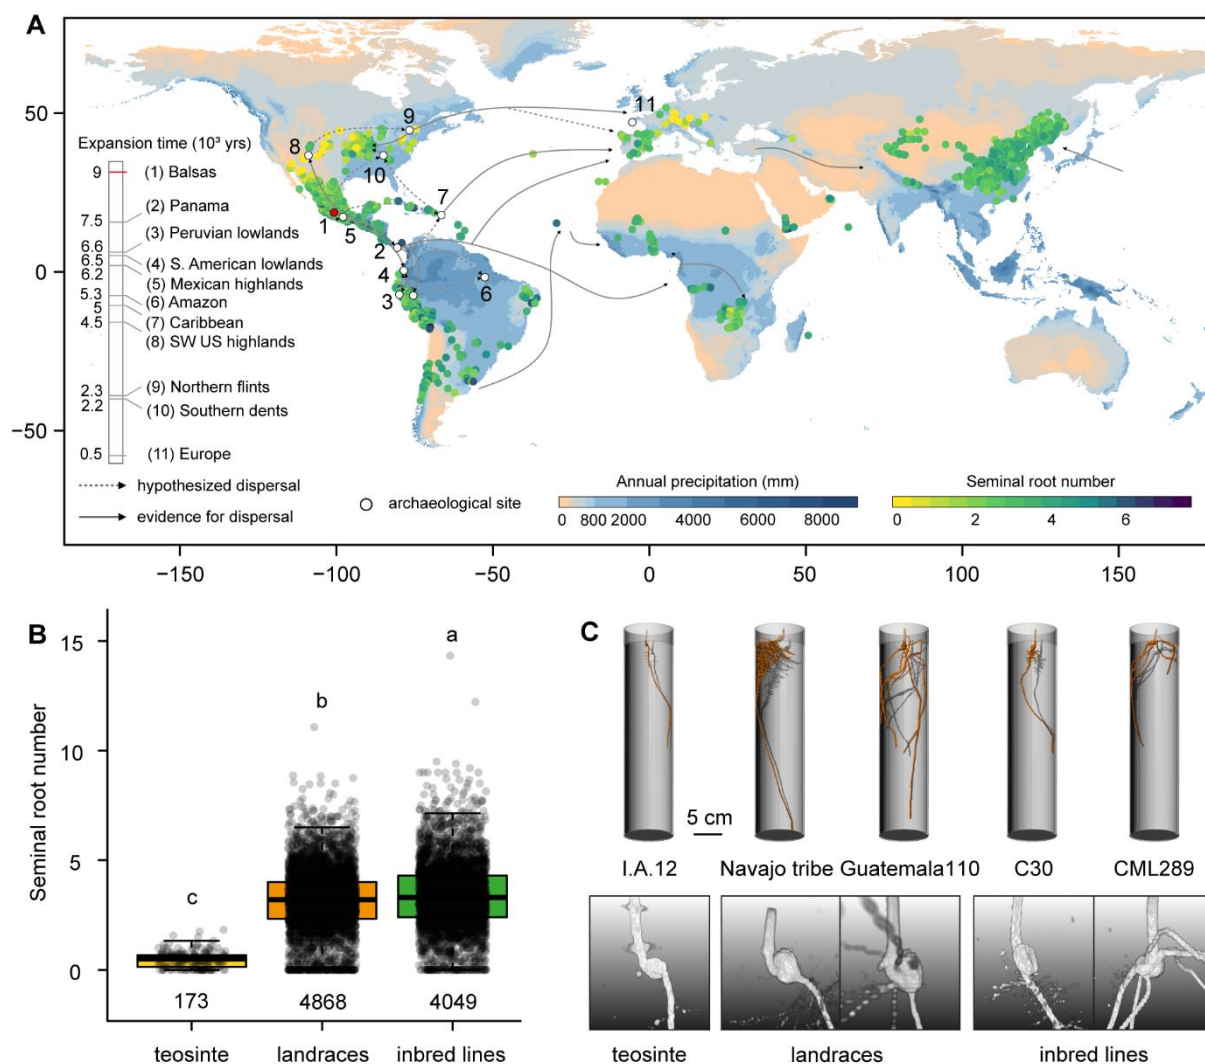 A
50
0
−50
−150
−100
−50
0
50
100
150
Expansion time (10³ yrs)
9
7.5
6.6
6.5
6.2
5.3
5
4.5
2.3
2.2
0.5
(1) Balsas
(2) Panama
(3) Peruvian lowlands
(4) S. American lowlands
(5) Mexican highlands
(6) Amazon
(7) Caribbean
(8) SW US highlands
(9) Northern flints
(10) Southern dents
(11) Europe
hypothesized dispersal
evidence for dispersal
archaeological site
8
9
10
11
1
5
7
2
4
3
6
Annual precipitation (mm)
0 800 2000 4000 6000 8000
Seminal root number
0 2 4 6
B
Seminal root number
15
10
5
0
c
b
a
173 4868 4049
teosinte landraces inbred lines
C
5 cm
I.A.12 Navajo tribe Guatemala110 C30 CML289
teosinte landraces inbred lines